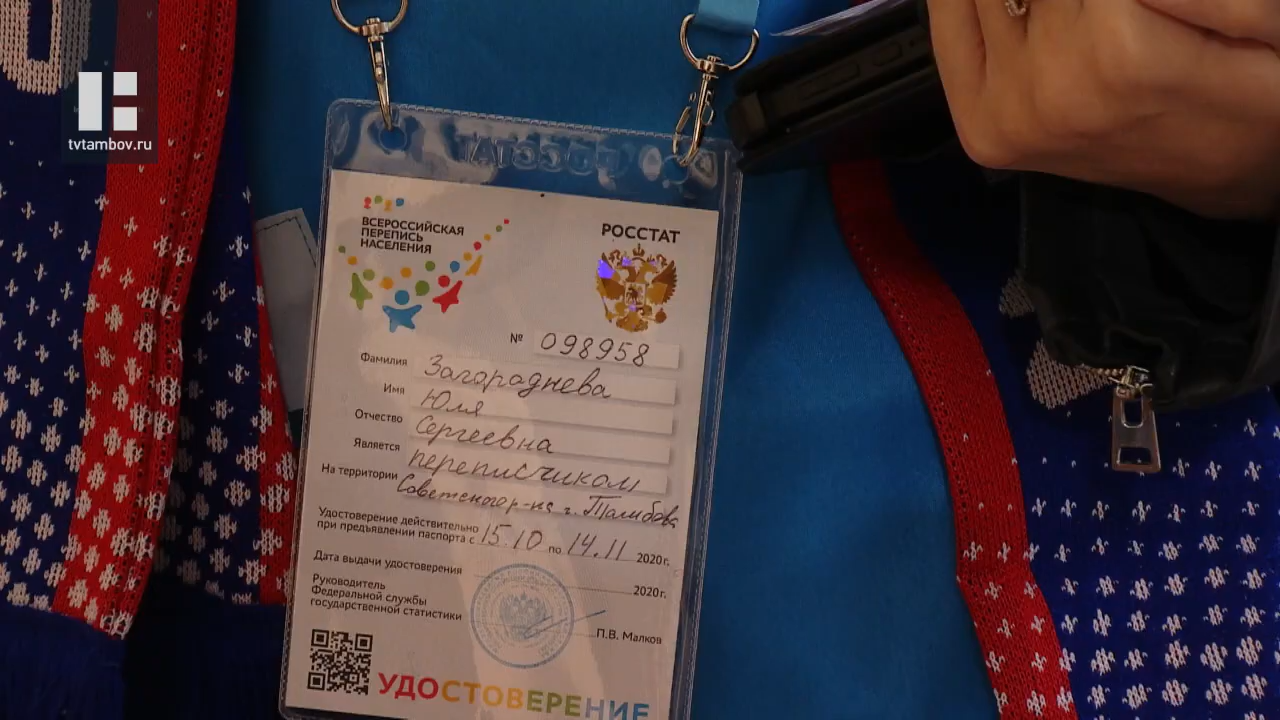 tvtambov.ru
РОССТАТ
ВСЕРОССИЙСКАЯ
ПЕРЕПИСЬ
НАСЕЛЕНИЯ
РОССТАТ
№ 098958
Фамилия Загороднева
Имя Юля
Отчество Сергеевна
Является переписчиком
На территории Советского р-на г. Тамбова
Удостоверение действительно
при предъявлении паспорта с 15.10 по 14.11 2020г.
Дата выдачи удостоверения 2020г.
Руководитель
Федеральной службы
государственной статистики П.В. Малков
УДОСТОВЕРЕНИЕ